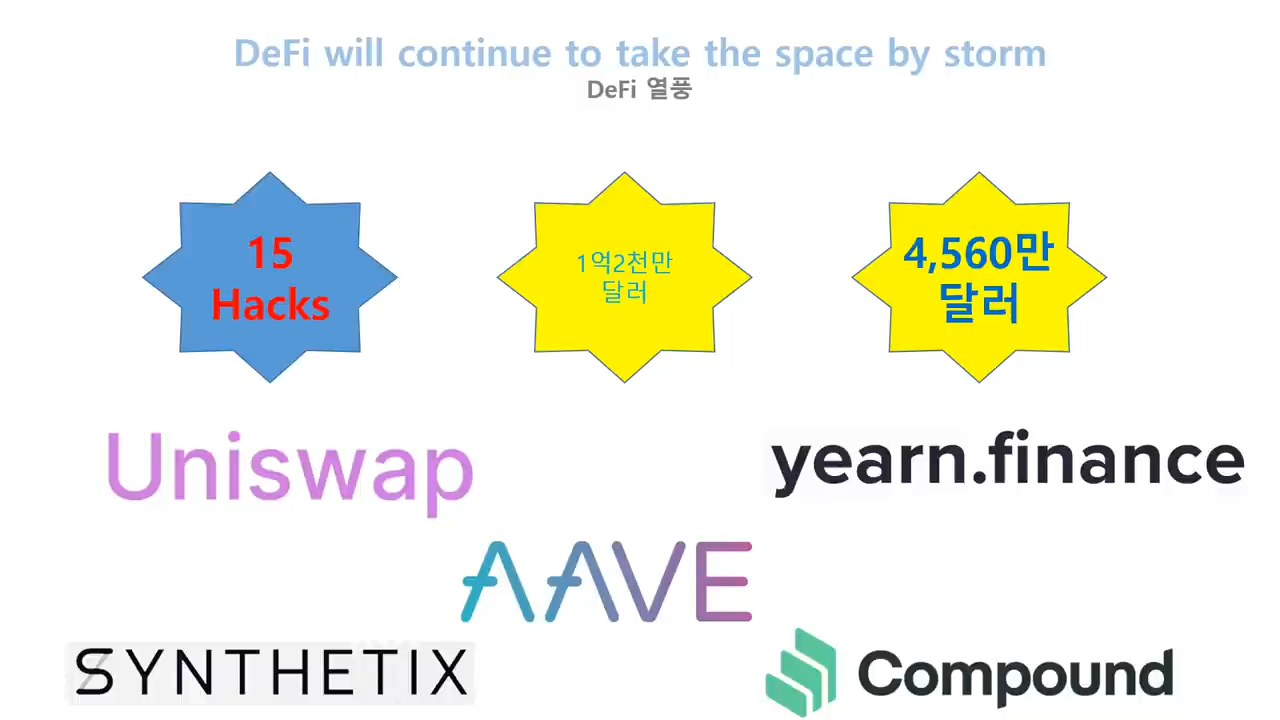 DeFi will continue to take the space by storm
DeFi 열풍
15
Hacks
1억2천만
달러
4,560만
달러
Uniswap
yearn.finance
AAVE
SYNTHETIX
Compound